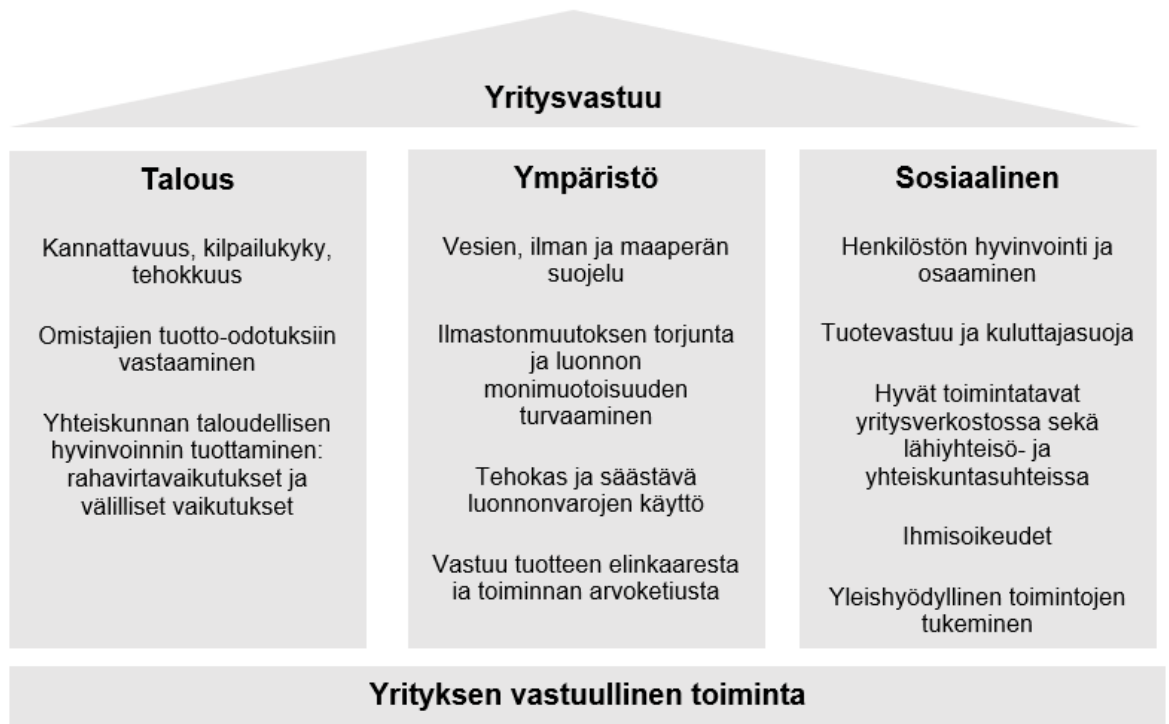 Yritysvastuu
Talous
Kannattavuus, kilpailukyky,
tehokkuus
Omistajien tuotto-odotuksiin
vastaaminen
Yhteiskunnan taloudellisen
hyvinvoinnin tuottaminen:
rahavirtavaikutukset ja
välilliset vaikutukset
Ympäristö
Vesien, ilman ja maaperän
suojelu
Ilmastonmuutoksen torjunta
ja luonnon
monimuotoisuuden
turvaaminen
Tehokas ja säästävä
luonnonvarojen käyttö
Vastuu tuotteen elinkaaresta
ja toiminnan arvoketjusta
Sosiaalinen
Henkilöstön hyvinvointi ja
osaaminen
Tuotevastuu ja kuluttajasuoja
Hyvät toimintatavat
yritysverkostossa sekä
lähiyhteisö- ja
yhteiskuntasuhteissa
Ihmisoikeudet
Yleishyödyllinen toimintojen
tukeminen
Yrityksen vastuullinen toiminta